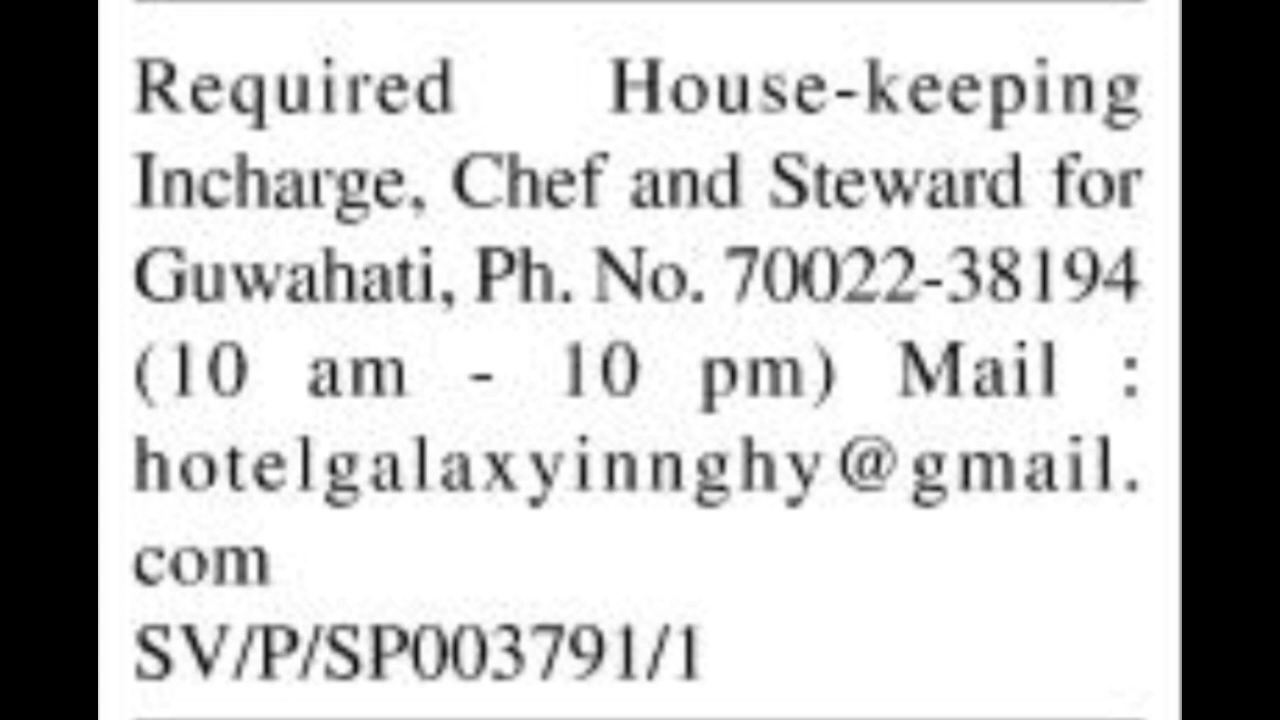 Required House-keeping
Incharge, Chef and Steward for
Guwahati, Ph. No. 70022-38194
(10 am - 10 pm) Mail :
hotelgalaxyinnghy@gmail.
com
SV/P/SP003791/1